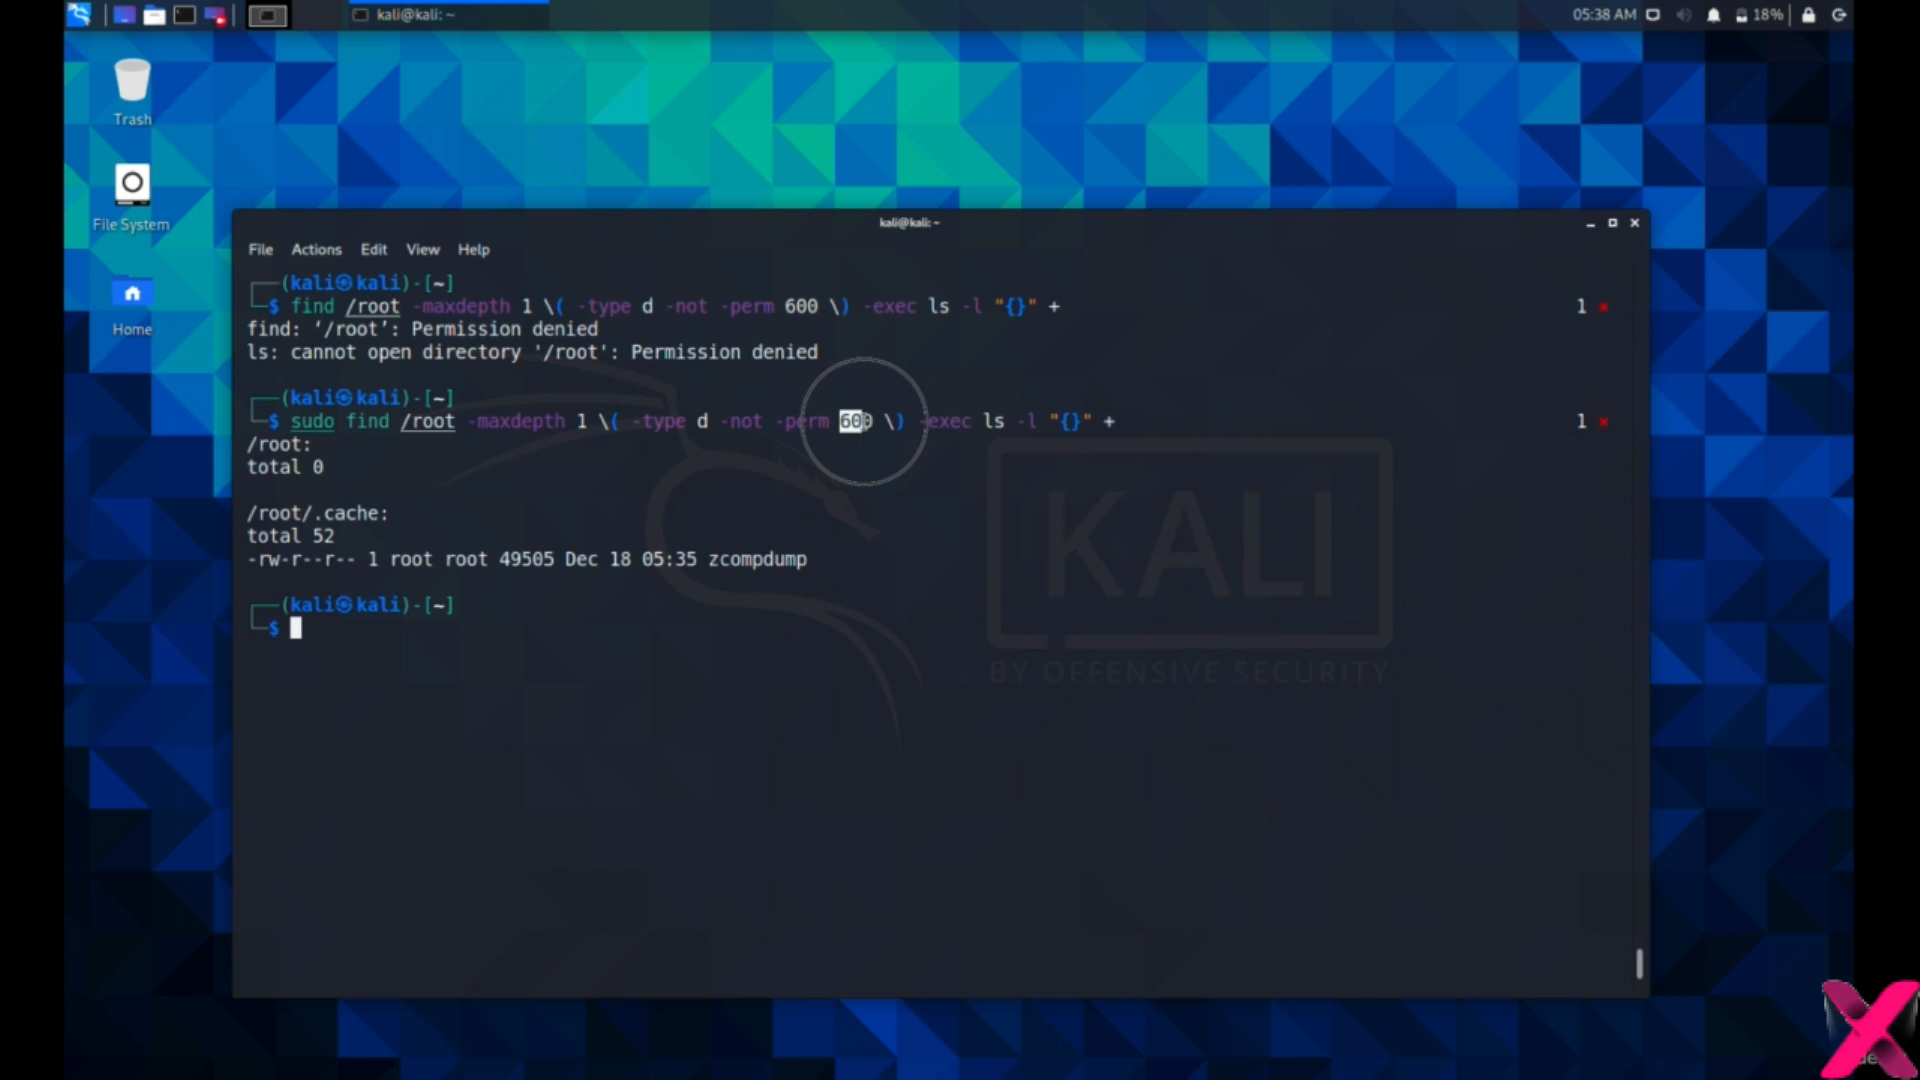 kali@kali: ~
05:38 AM
18%
Trash
File System
Home
kali@kali: ~
File Actions Edit View Help
(kali㉿kali)-[~]
$ find /root -maxdepth 1 \( -type d -not -perm 600 \) -exec ls -l "{}" +
1 ×
find: ‘/root’: Permission denied
ls: cannot open directory '/root': Permission denied
(kali㉿kali)-[~]
$ sudo find /root -maxdepth 1 \( -type d -not -perm 600 \) -exec ls -l "{}" +
1 ×
/root:
total 0
/root/.cache:
total 52
-rw-r--r-- 1 root root 49505 Dec 18 05:35 zcompdump
(kali㉿kali)-[~]
$
KALI
BY OFFENSIVE SECURITY
X